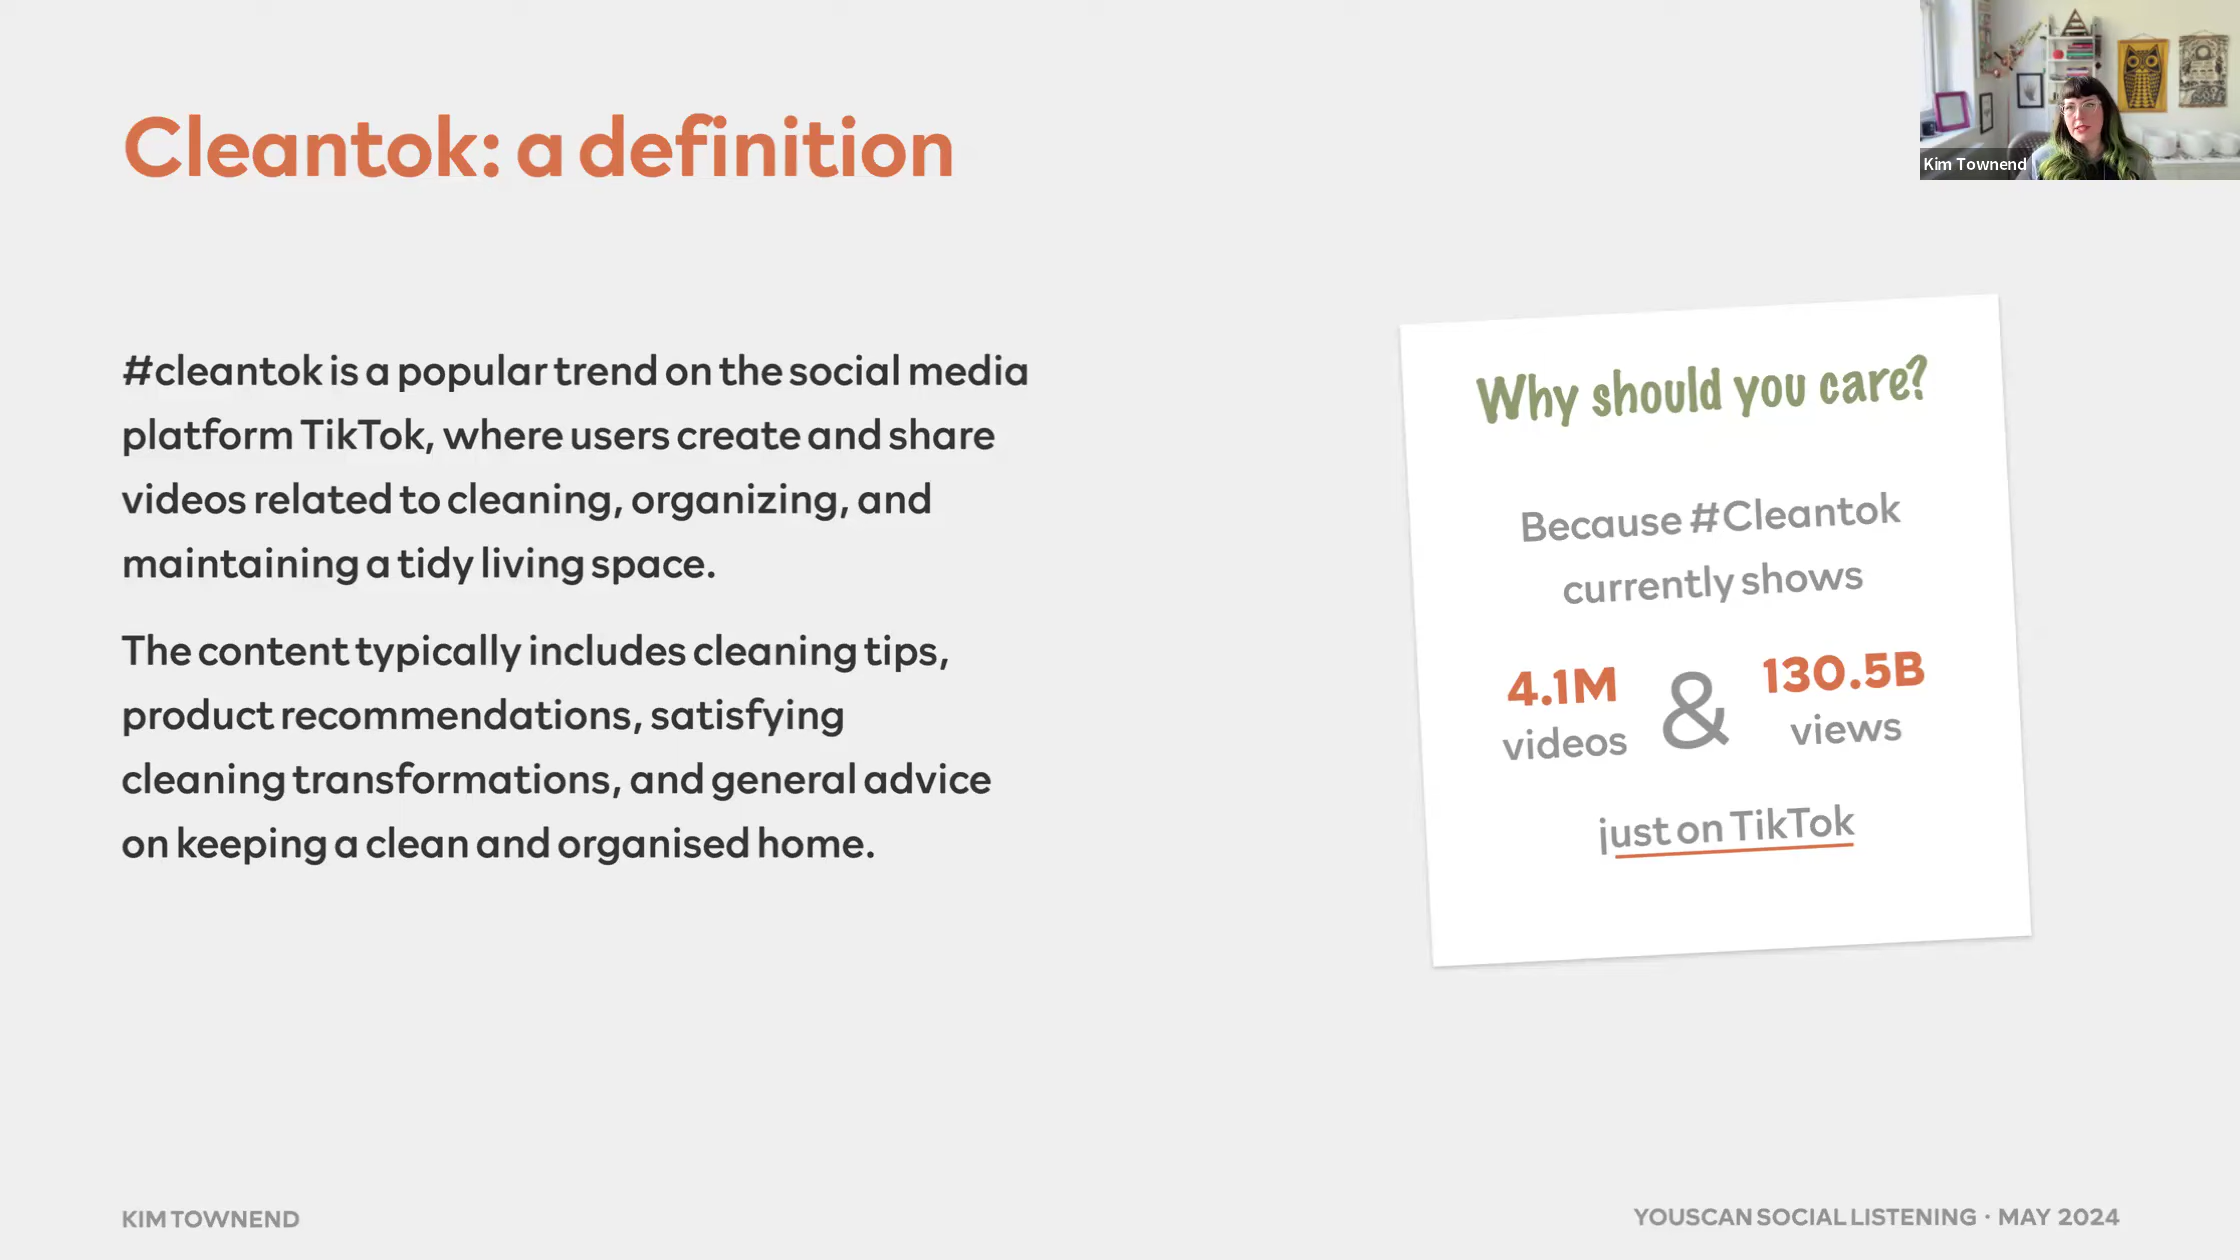 Cleantok: a definition
Kim Townend
#cleantok is a popular trend on the social media
platform TikTok, where users create and share
videos related to cleaning, organizing, and
maintaining a tidy living space.
The content typically includes cleaning tips,
product recommendations, satisfying
cleaning transformations, and general advice
on keeping a clean and organised home.
Why should you care?
Because #Cleantok
currently shows
4.1M & 130.5B
videos views
just on TikTok
KIM TOWNEND
YOUSCAN SOCIAL LISTENING · MAY 2024